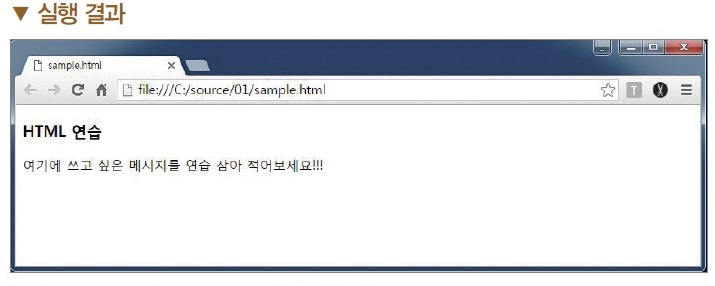 ▼ 실행 결과
sample.html
file:///C:/source/01/sample.html
T
HTML 연습
여기에 쓰고 싶은 메시지를 연습 삼아 적어보세요!!!